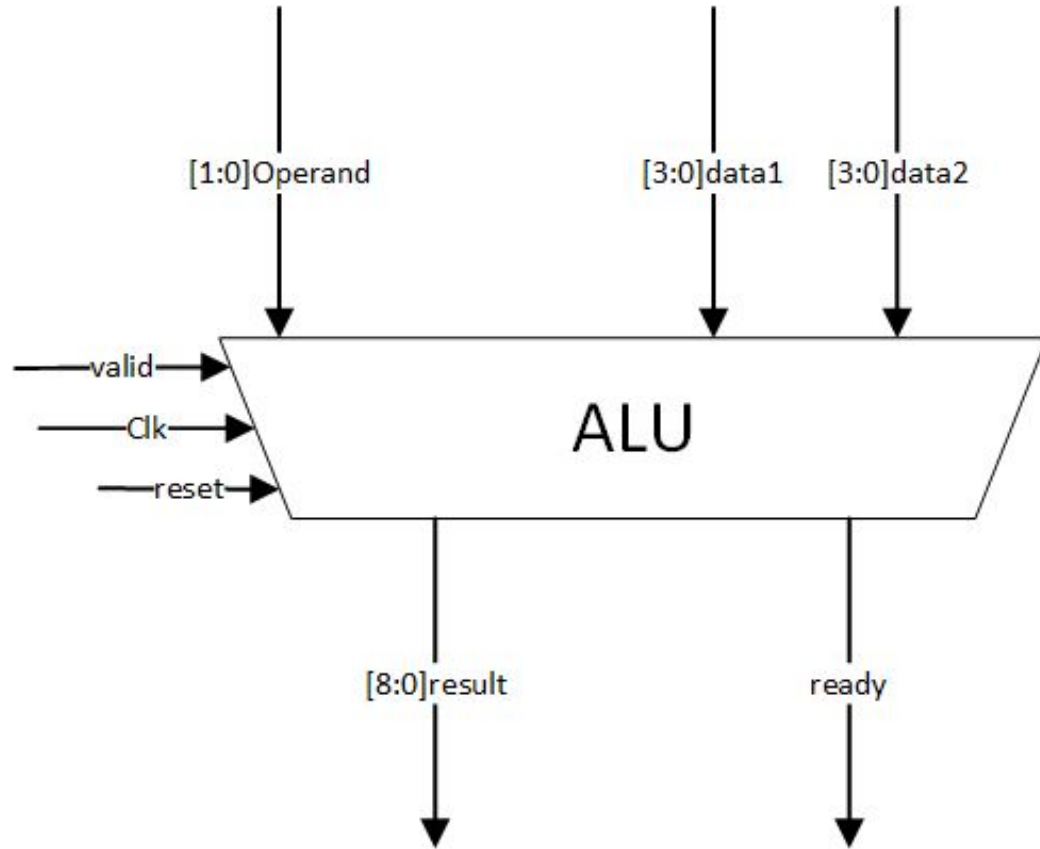 [1:0]Operand
[3:0]data1
[3:0]data2
valid
Clk
reset
ALU
[8:0]result
ready